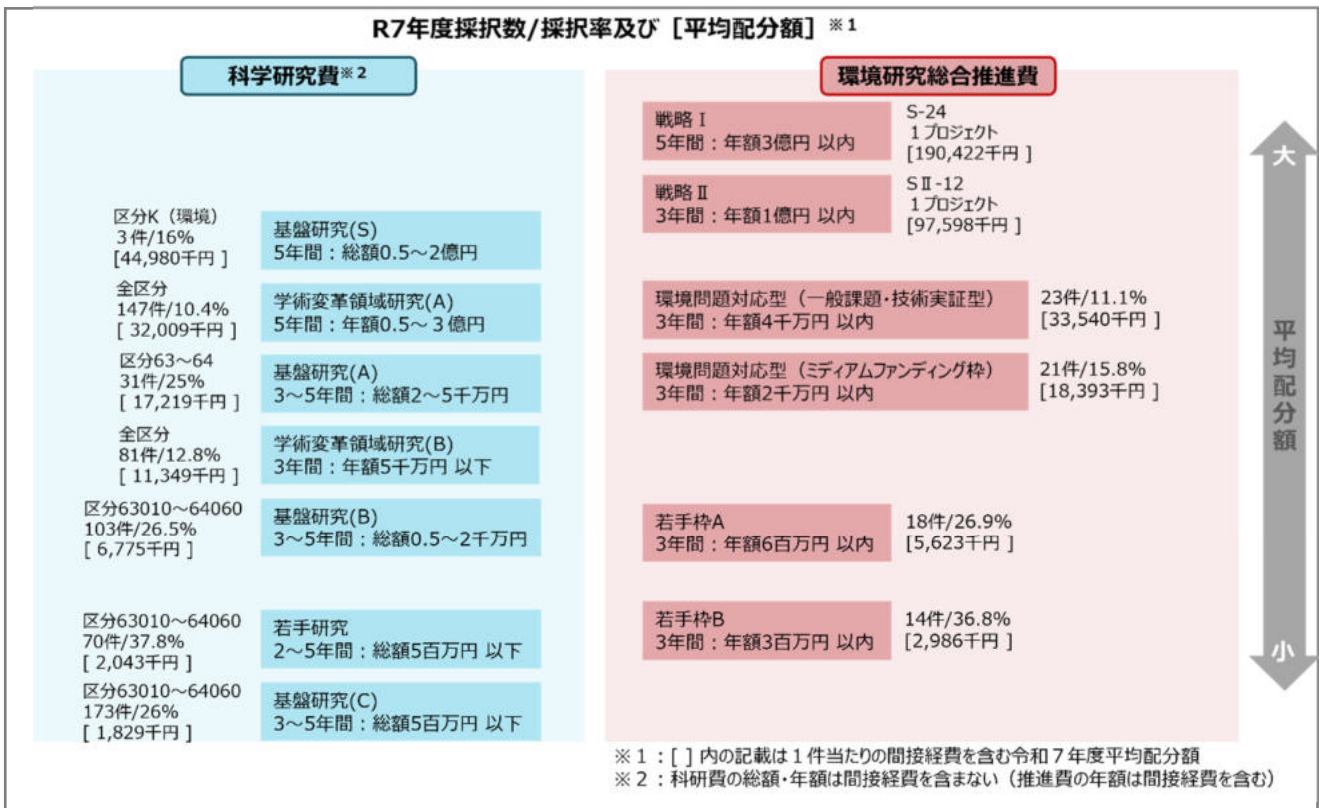 R7年度採択数/採択率及び［平均配分額］※1
科学研究費※2
区分K（環境）
3件/16%
[44,980千円 ]
基盤研究(S)
5年間：総額0.5～2億円
全区分
147件/10.4%
[ 32,009千円 ]
学術変革領域研究(A)
5年間：年額0.5～３億円
区分63～64
31件/25%
[ 17,219千円 ]
基盤研究(A)
3～5年間：総額2～5千万円
全区分
81件/12.8%
[ 11,349千円 ]
学術変革領域研究(B)
3年間：年額5千万円 以下
区分63010～64060
103件/26.5%
[ 6,775千円 ]
基盤研究(B)
3～5年間：総額0.5～2千万円
区分63010～64060
70件/37.8%
[ 2,043千円 ]
若手研究
2～5年間：総額5百万円 以下
区分63010～64060
173件/26%
[ 1,829千円 ]
基盤研究(C)
3～5年間：総額5百万円 以下
環境研究総合推進費
戦略Ⅰ
5年間：年額3億円 以内
S-24
１プロジェクト
[190,422千円 ]
戦略Ⅱ
3年間：年額1億円 以内
SⅡ-12
１プロジェクト
[97,598千円 ]
環境問題対応型（一般課題・技術実証型）
3年間：年額4千万円 以内
23件/11.1%
[33,540千円 ]
環境問題対応型（ミディアムファンディング枠）
3年間：年額2千万円 以内
21件/15.8%
[18,393千円 ]
若手枠A
3年間：年額6百万円 以内
18件/26.9%
[5,623千円 ]
若手枠B
3年間：年額3百万円 以内
14件/36.8%
[2,986千円 ]
大
平均配分額
小
※１：[ ] 内の記載は１件当たりの間接経費を含む令和７年度平均配分額
※２：科研費の総額・年額は間接経費を含まない（推進費の年額は間接経費を含む）